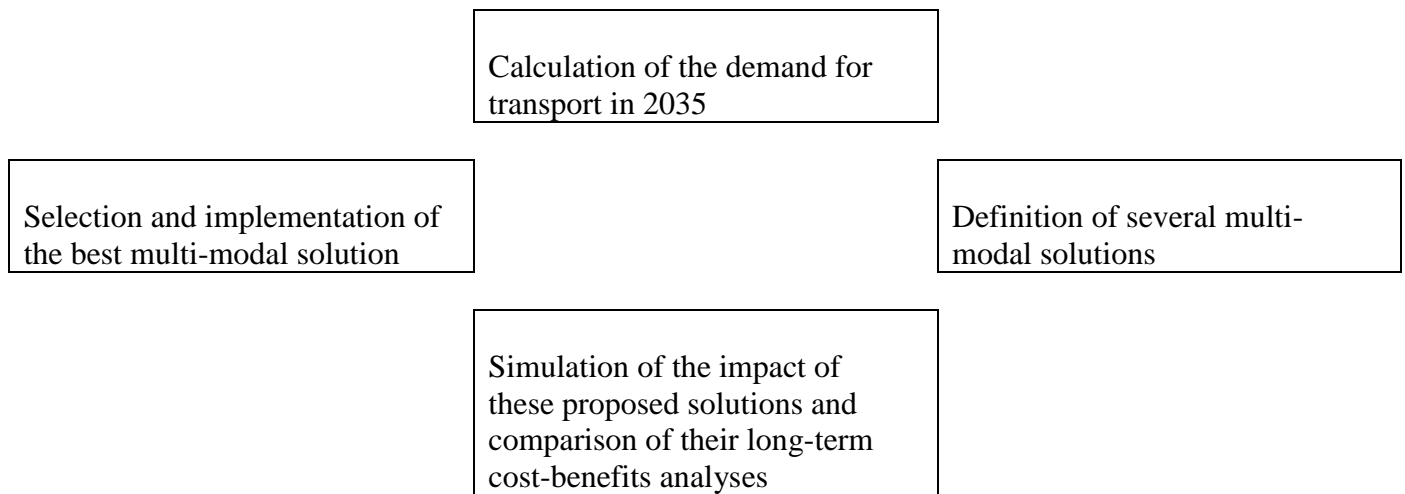 Calculation of the demand for
transport in 2035
Selection and implementation of
the best multi-modal solution
Definition of several multi-
modal solutions
Simulation of the impact of
these proposed solutions and
comparison of their long-term
cost-benefits analyses